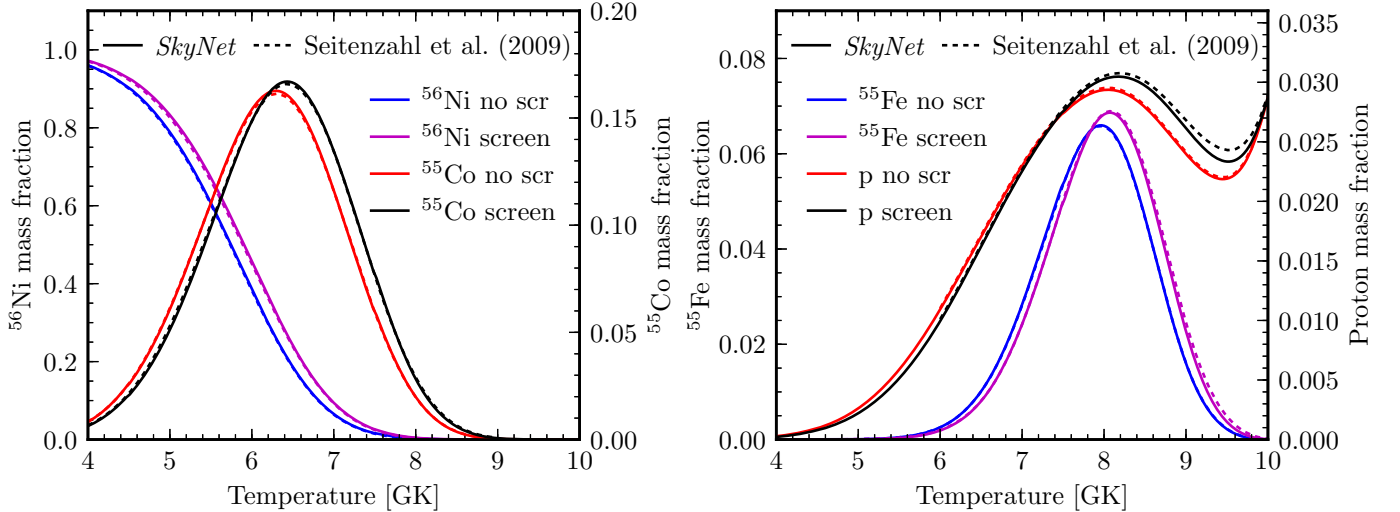 SkyNet Seitenzahl et al. (2009)
⁵⁶Ni no scr
⁵⁶Ni screen
⁵⁵Co no scr
⁵⁵Co screen
⁵⁶Ni mass fraction
1.0
0.8
0.6
0.4
0.2
0.0
4 5 6 7 8 9 10
Temperature [GK]
0.20
0.15
0.10
0.05
0.00
⁵⁵Co mass fraction
SkyNet Seitenzahl et al. (2009)
⁵⁵Fe no scr
⁵⁵Fe screen
p no scr
p screen
⁵⁵Fe mass fraction
0.08
0.06
0.04
0.02
0.00
4 5 6 7 8 9 10
Temperature [GK]
0.035
0.030
0.025
0.020
0.015
0.010
0.005
0.000
Proton mass fraction